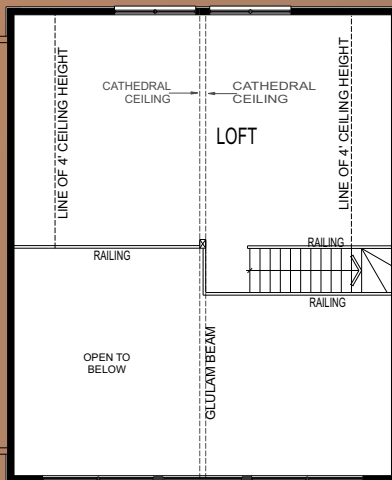 LINE OF 4' CEILING HEIGHT
CATHEDRAL
CEILING
CATHEDRAL
CEILING
LINE OF 4' CEILING HEIGHT
LOFT
RAILING
RAILING
RAILING
OPEN TO
BELOW
GLULAM BEAM